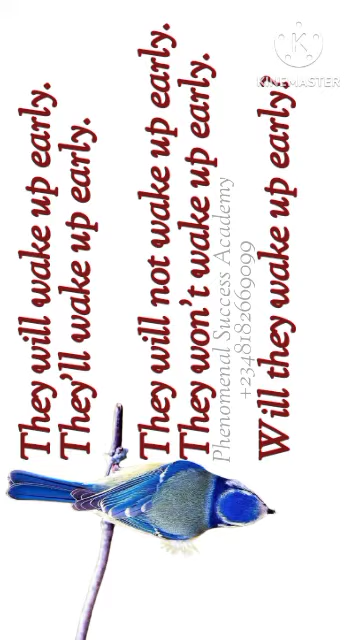 They will wake up early.
They'll wake up early.
They will not wake up early.
They won't wake up early.
Phenomenal Success Academy
+2348182669099
Will they wake up early?
KINEMASTER